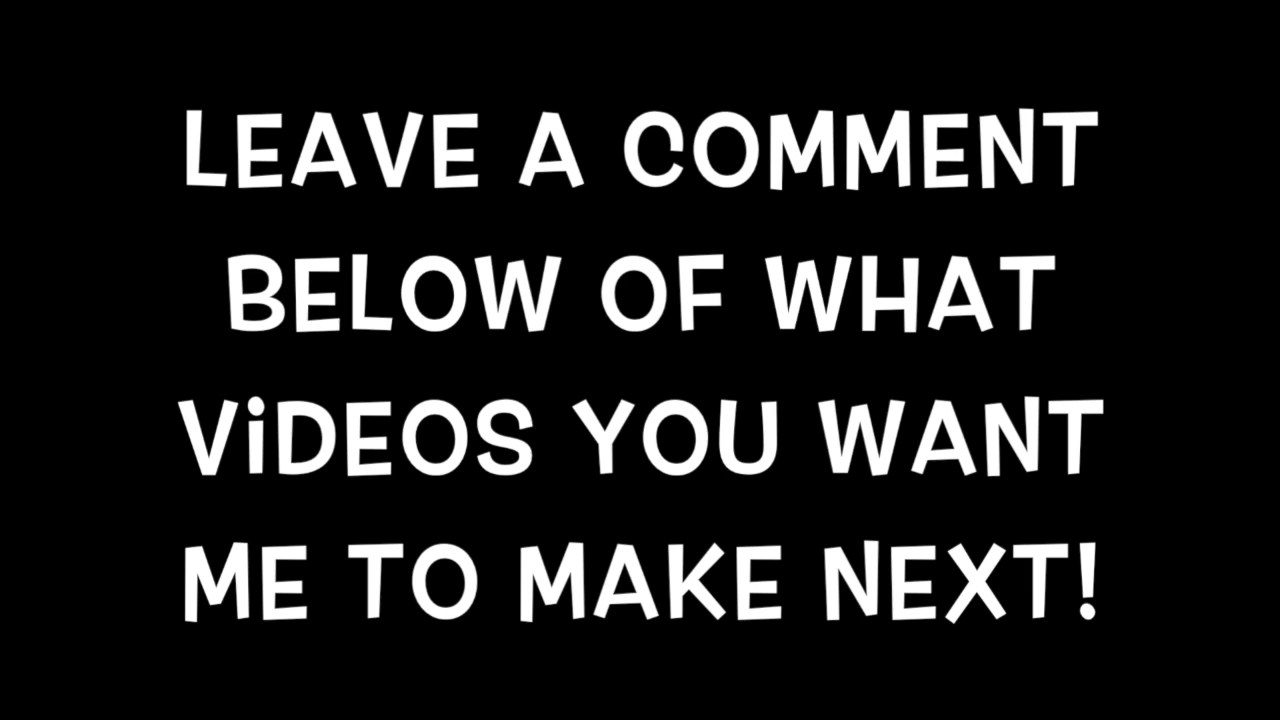 LEAVE A COMMENT
BELOW OF WHAT
ViDEOS YOU WANT
ME TO MAKE NEXT!